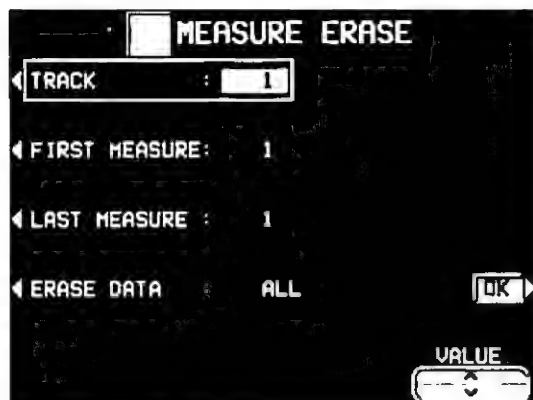 MEASURE ERASE
TRACK : 1
FIRST MEASURE: 1
LAST MEASURE : 1
ERASE DATA : ALL
OK
VALUE